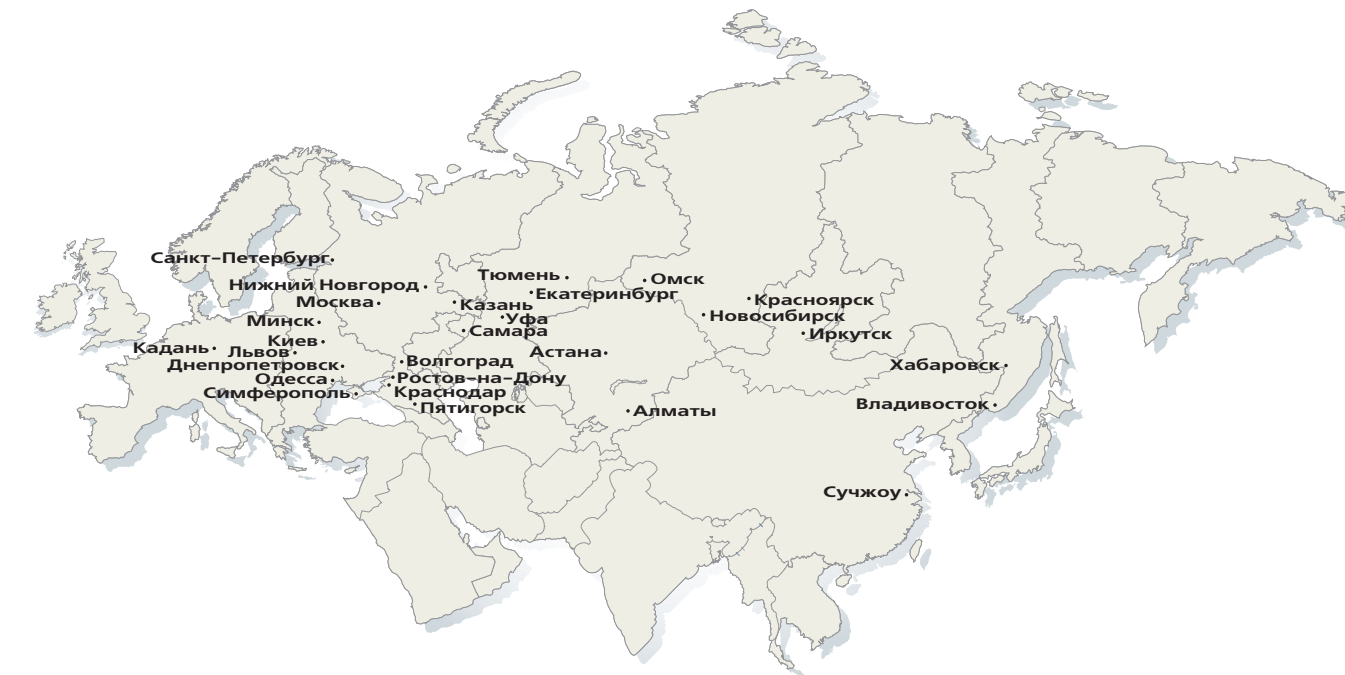 Санкт-Петербург
Тюмень
Омск
Нижний Новгород
Екатеринбург
Москва
Казань
Красноярск
Уфа
Новосибирск
Минск
Самара
Иркутск
Киев
Кадань
Львов
Астана
Волгоград
Днепропетровск
Хабаровск
Одесса
Ростов-на-Дону
Симферополь
Краснодар
Владивосток
Пятигорск
Алматы
Сучжоу